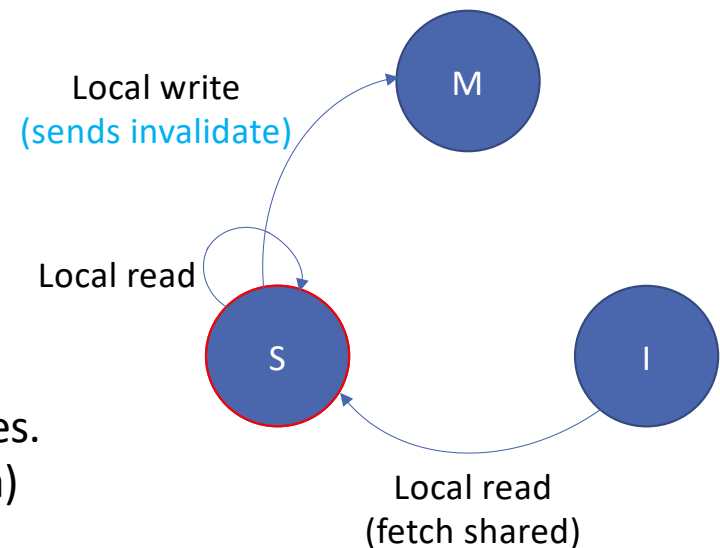 M
Local write
(sends invalidate)
Local read
S
I
es.
)
Local read
(fetch shared)